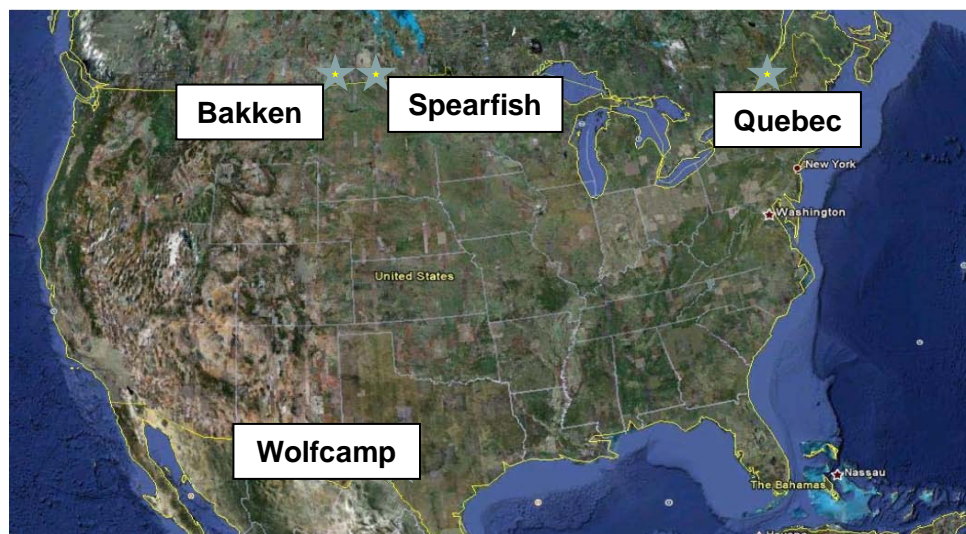 Bakken
Spearfish
Quebec
New York
Washington
United States
Wolfcamp
Nassau
The Bahamas